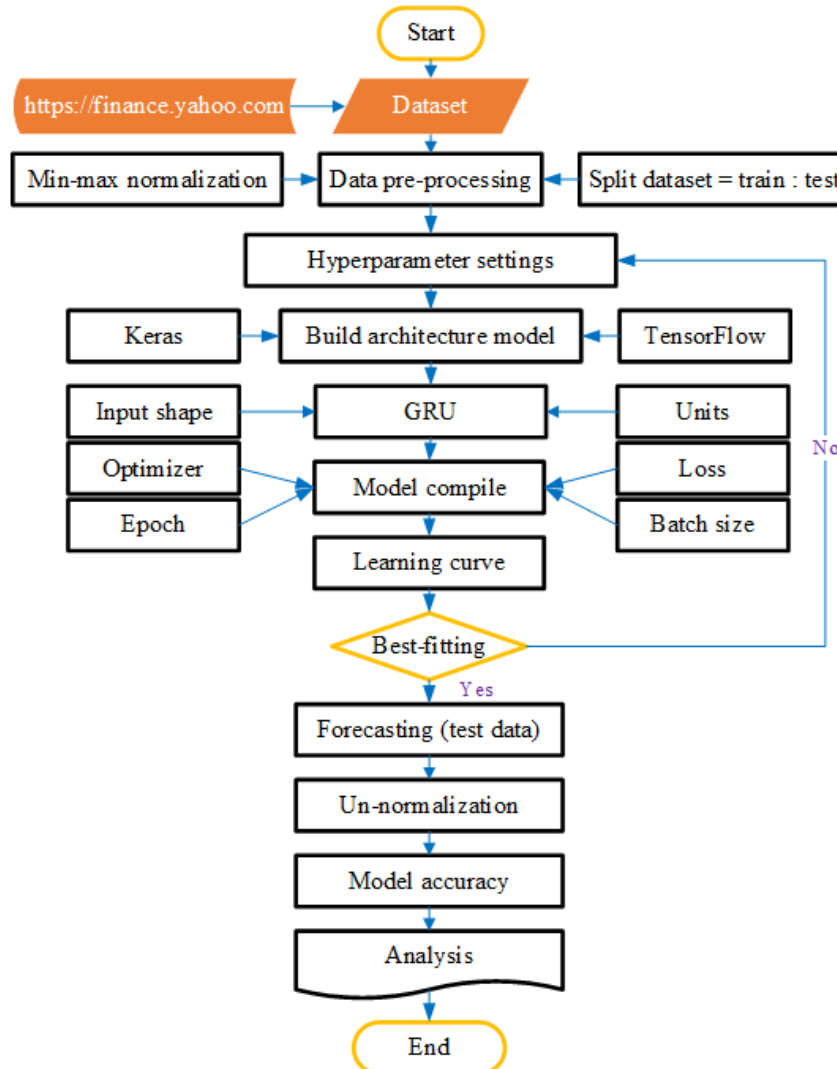 Start
https://finance.yahoo.com
Dataset
Min-max normalization
Data pre-processing
Split dataset = train : test
Hyperparameter settings
Keras
Build architecture model
TensorFlow
Input shape
GRU
Units
No
Optimizer
Model compile
Loss
Epoch
Batch size
Learning curve
Best-fitting
Yes
Forecasting (test data)
Un-normalization
Model accuracy
Analysis
End